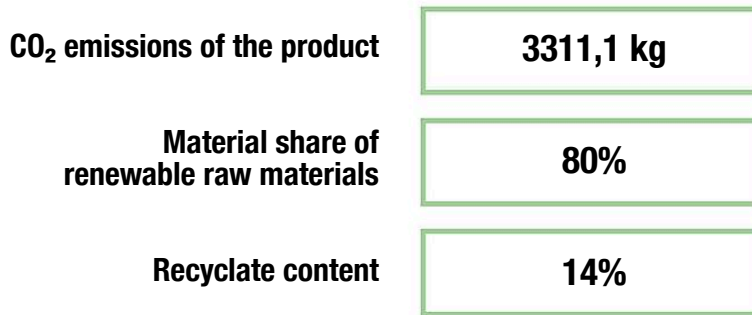 CO₂ emissions of the product
3311,1 kg
Material share of
renewable raw materials
80%
Recyclate content
14%